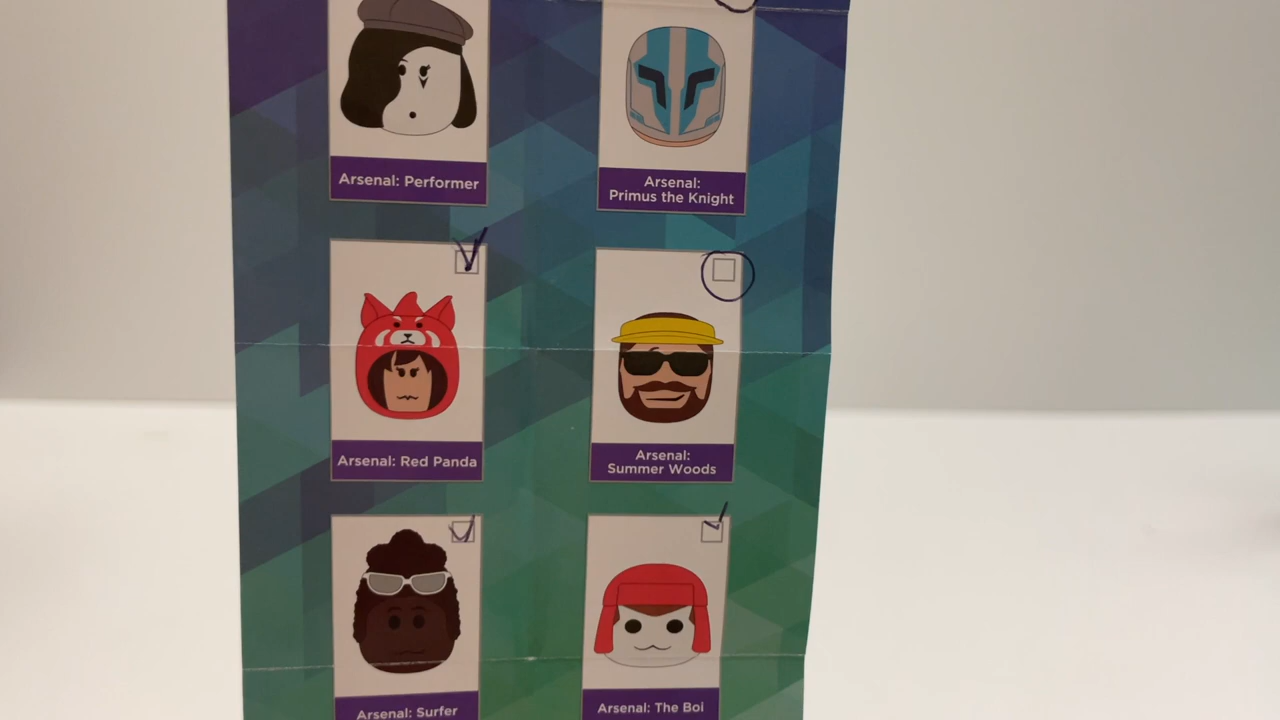 Arsenal: Performer
Arsenal:
Primus the Knight
Arsenal: Red Panda
Arsenal:
Summer Woods
Arsenal: Surfer
Arsenal: The Boi